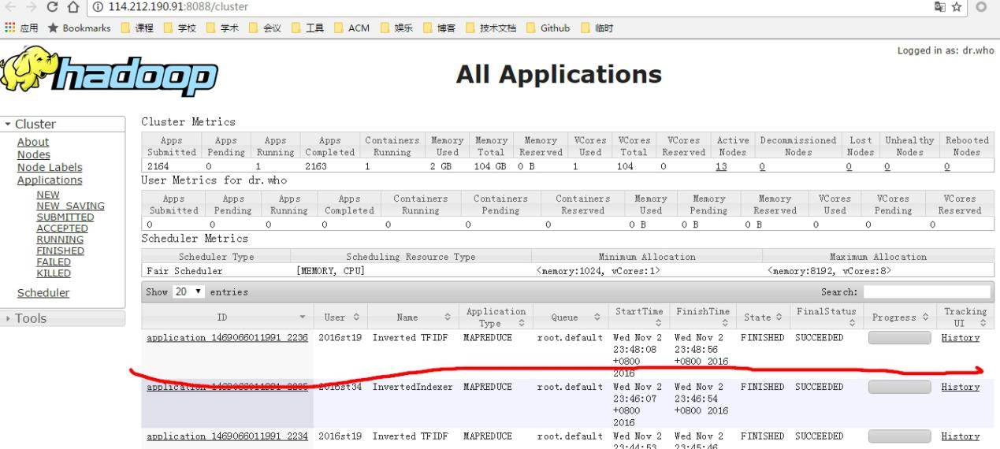 114.212.190.91:8088/cluster
应用 Bookmarks 课程 学校 学术 会议 工具 ACM 娱乐 博客 技术文档 Github 临时
Logged in as: dr.who
hadoop
All Applications
Cluster
About
Nodes
Node Labels
Applications
NEW
NEW_SAVING
SUBMITTED
ACCEPTED
RUNNING
FINISHED
FAILED
KILLED
Scheduler
Tools
Cluster Metrics
Apps Submitted Apps Pending Apps Running Apps Completed Containers Running Memory Used Memory Total Memory Reserved VCores Used VCores Total VCores Reserved Active Nodes Decommissioned Nodes Lost Nodes Unhealthy Nodes Rebooted Nodes
2164 0 1 2163 1 2 GB 104 GB 0 B 1 104 0 13 0 0 0 0
User Metrics for dr.who
Apps Submitted Apps Pending Apps Running Apps Completed Containers Running Containers Pending Containers Reserved Memory Used Memory Pending Memory Reserved VCores Used VCores Pending VCores Reserved
0 0 0 0 0 0 0 0 B 0 B 0 B 0 0 0
Scheduler Metrics
Scheduler Type Scheduling Resource Type Minimum Allocation Maximum Allocation
Fair Scheduler [MEMORY, CPU] <memory:1024, vCores:1> <memory:8192, vCores:8>
Show 20 entries Search:
ID User Name Application Type Queue StartTime FinishTime State FinalStatus Progress Tracking UI
application_1469066011991_2236 2016st19 Inverted TFIDF MAPREDUCE root.default Wed Nov 2 23:48:08 +0800 2016 Wed Nov 2 23:48:56 +0800 2016 FINISHED SUCCEEDED History
application_1469066011991_2235 2016st34 InvertedIndexer MAPREDUCE root.default Wed Nov 2 23:46:07 +0800 2016 Wed Nov 2 23:46:54 +0800 2016 FINISHED SUCCEEDED History
application_1469066011991_2234 2016st19 Inverted TFIDF MAPREDUCE root.default Wed Nov 2 23:44:53 Wed Nov 2 23:45:46 FINISHED SUCCEEDED History